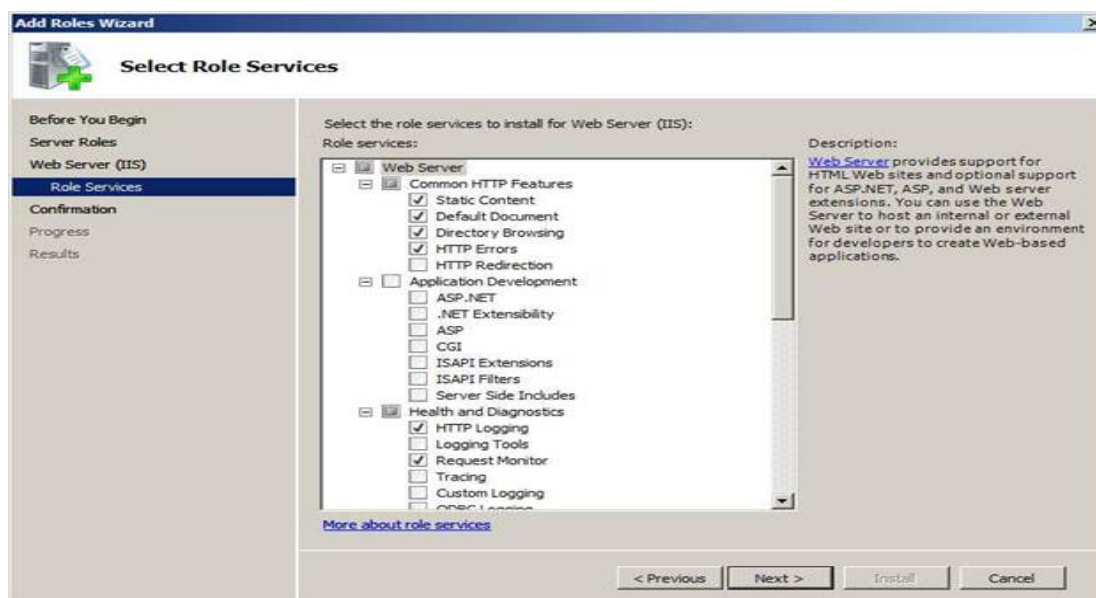 Add Roles Wizard
Select Role Services
Before You Begin
Server Roles
Web Server (IIS)
Role Services
Confirmation
Progress
Results
Select the role services to install for Web Server (IIS):
Role services:
Web Server
Common HTTP Features
Static Content
Default Document
Directory Browsing
HTTP Errors
HTTP Redirection
Application Development
ASP.NET
.NET Extensibility
ASP
CGI
ISAPI Extensions
ISAPI Filters
Server Side Includes
Health and Diagnostics
HTTP Logging
Logging Tools
Request Monitor
Tracing
Custom Logging
More about role services
Description:
Web Server provides support for
HTML Web sites and optional support
for ASP.NET, ASP, and Web server
extensions. You can use the Web
Server to host an internal or external
Web site or to provide an environment
for developers to create Web-based
applications.
< Previous
Next >
Install
Cancel